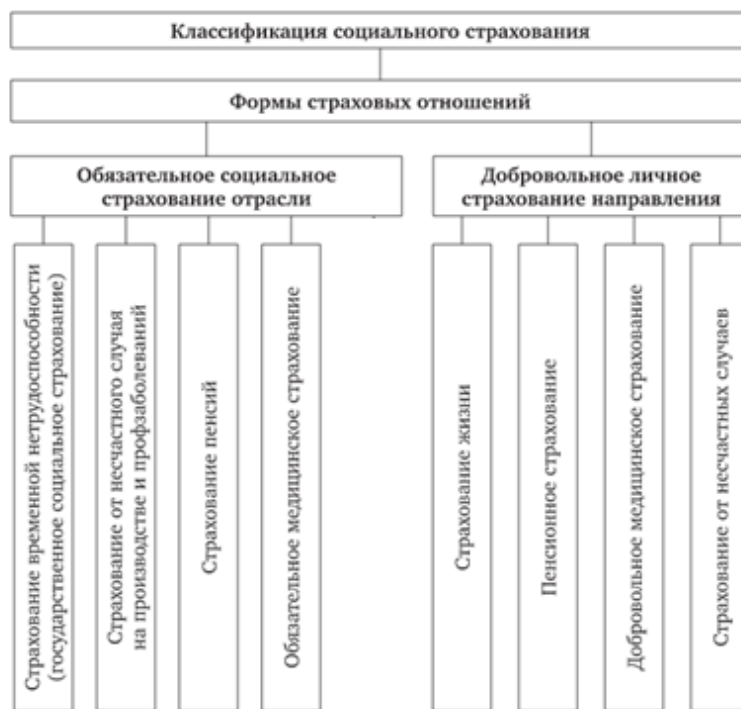 Классификация социального страхования
Формы страховых отношений
Обязательное социальное
страхование отрасли
Добровольное личное
страхование направления
Страхование временной нетрудоспособности
(государственное социальное страхование)
Страхование от несчастного случая
на производстве и профзаболеваний
Страхование пенсий
Обязательное медицинское страхование
Страхование жизни
Пенсионное страхование
Добровольное медицинское страхование
Страхование от несчастных случаев